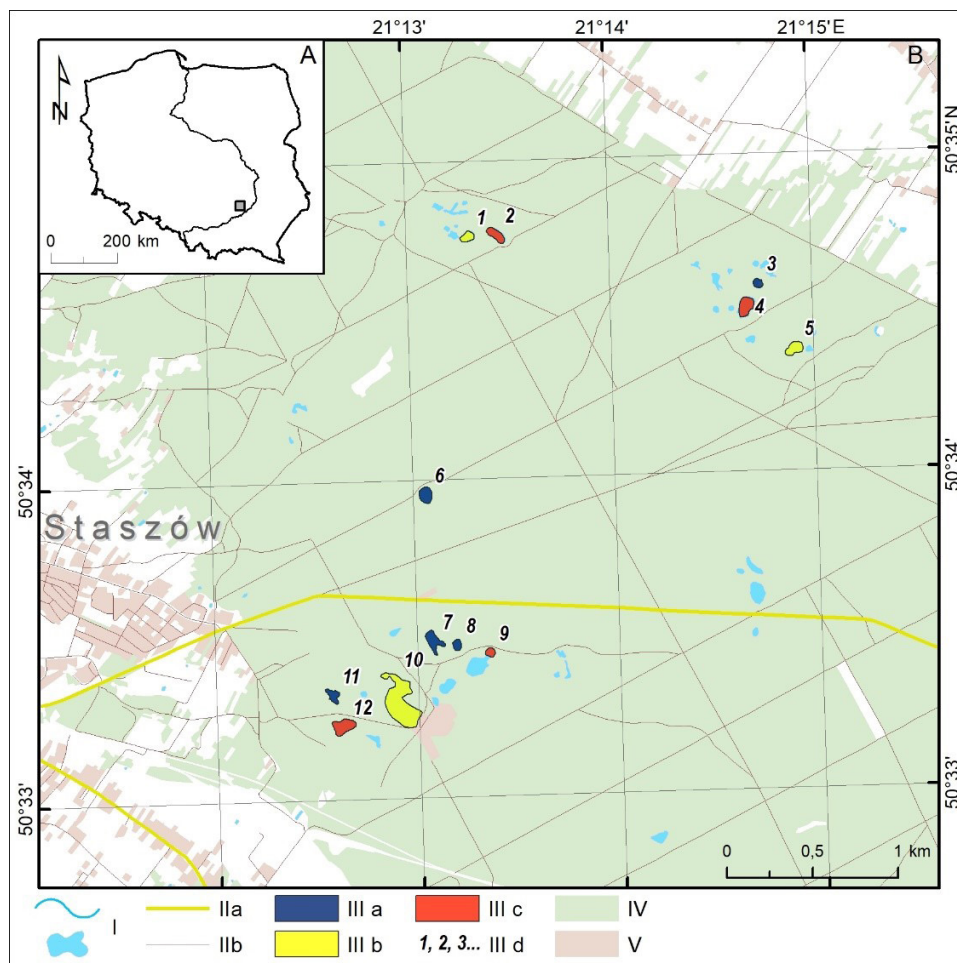 21°13' 21°14' 21°15' E
A B
N
0 200 km
50°35' N
1 2
3
4
5
50°34' 50°34'
6
Staszów
7 8 9
10
11
12
50°33' 50°33'
0 0,5 1 km
I IIa III a III c IV
IIb III b 1, 2, 3... III d V